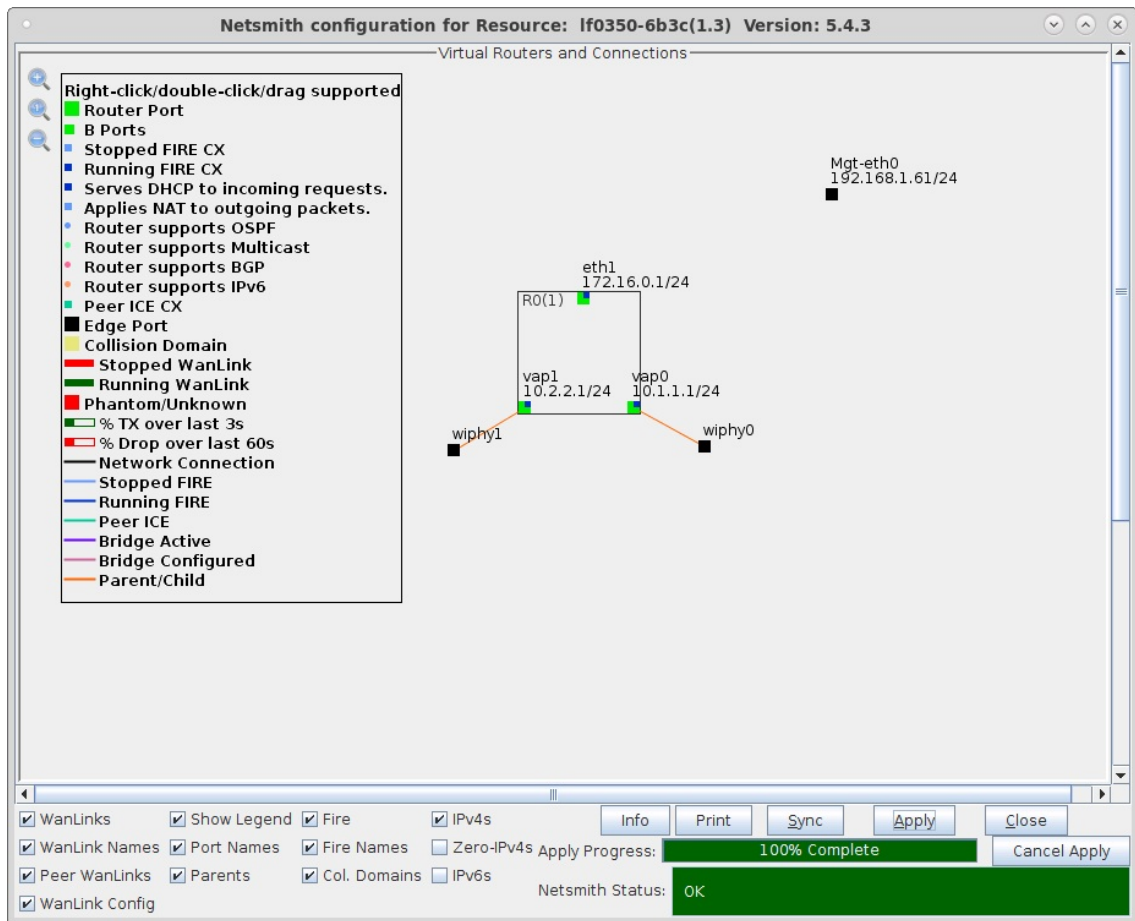 Netsmith configuration for Resource: lf0350-6b3c(1.3) Version: 5.4.3
Virtual Routers and Connections
Right-click/double-click/drag supported
Router Port
B Ports
Stopped FIRE CX
Running FIRE CX
Serves DHCP to incoming requests.
Applies NAT to outgoing packets.
Router supports OSPF
Router supports Multicast
Router supports BGP
Router supports IPv6
Peer ICE CX
Edge Port
Collision Domain
Stopped WanLink
Running WanLink
Phantom/Unknown
% TX over last 3s
% Drop over last 60s
Network Connection
Stopped FIRE
Running FIRE
Peer ICE
Bridge Active
Bridge Configured
Parent/Child
Mgt-eth0
192.168.1.61/24
eth1
172.16.0.1/24
R0(1)
vap1
10.2.2.1/24
vap0
10.1.1.1/24
wiphy1
wiphy0
WanLinks Show Legend Fire IPv4s Info Print Sync Apply Close
WanLink Names Port Names Fire Names Zero-IPv4s Apply Progress: 100% Complete Cancel Apply
Peer WanLinks Parents Col. Domains IPv6s Netsmith Status: OK
WanLink Config